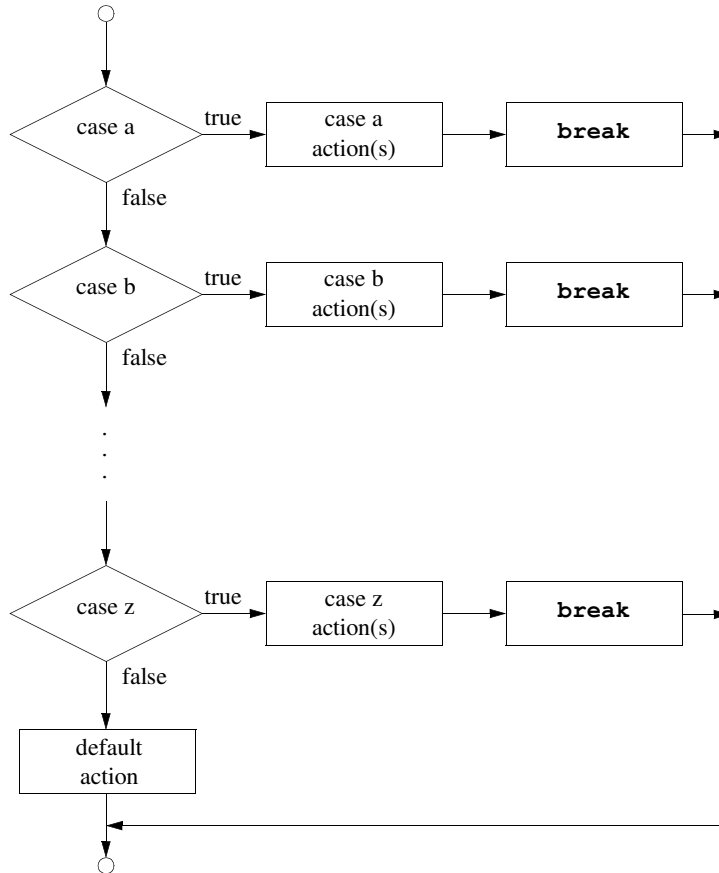 case a
true
case a
action(s)
break
false
case b
true
case b
action(s)
break
false
.
.
.
case z
true
case z
action(s)
break
false
default
action